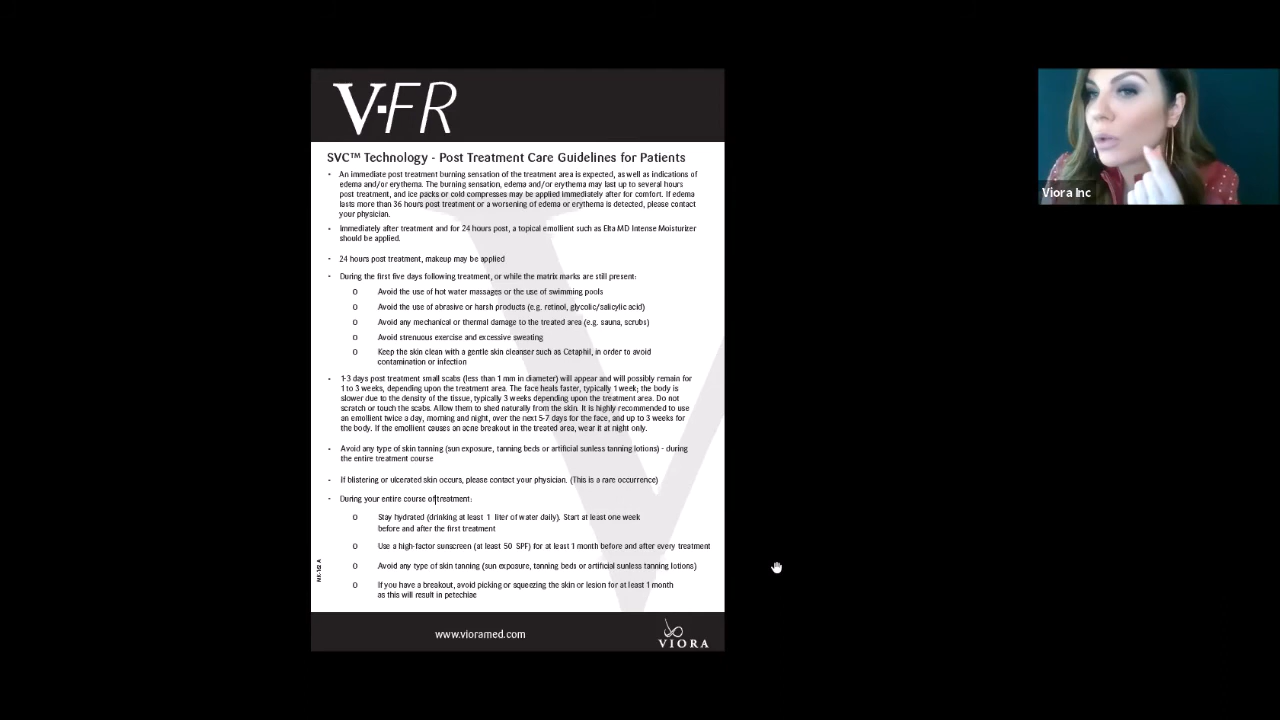 V·FR
SVC™ Technology - Post Treatment Care Guidelines for Patients
- An immediate post treatment burning sensation of the treatment area is expected, as well as indications of
edema and/or erythema. The burning sensation, edema and/or erythema may last up to several hours
post treatment, and ice packs or cold compresses may be applied immediately after for comfort. If edema
lasts more than 36 hours post treatment or a worsening of edema or erythema is detected, please contact
your physician.
- Immediately after treatment and for 24 hours post, a topical emollient such as Elta MD Intense Moisturizer
should be applied.
- 24 hours post treatment, makeup may be applied
- During the first five days following treatment, or while the matrix marks are still present:
o Avoid the use of hot water massages or the use of swimming pools
o Avoid the use of abrasive or harsh products (e.g. retinol, glycolic/salicylic acid)
o Avoid any mechanical or thermal damage to the treated area (e.g. sauna, scrubs)
o Avoid strenuous exercise and excessive sweating
o Keep the skin clean with a gentle skin cleanser such as Cetaphil, in order to avoid
contamination or infection
- 1-3 days post treatment small scabs (less than 1 mm in diameter) will appear and will possibly remain for
1 to 3 weeks, depending upon the treatment area. The face heals faster, typically 1 week; the body is
slower due to the density of the tissue, typically 3 weeks depending upon the treatment area. Do not
scratch or touch the scabs. Allow them to shed naturally from the skin. It is highly recommended to use
an emollient twice a day, morning and night, over the next 5-7 days for the face, and up to 3 weeks for
the body. If the emollient causes an acne breakout in the treated area, wear it at night only.
- Avoid any type of skin tanning (sun exposure, tanning beds or artificial sunless tanning lotions) - during
the entire treatment course
- If blistering or ulcerated skin occurs, please contact your physician. (This is a rare occurrence)
- During your entire course of treatment:
o Stay hydrated (drinking at least 1 liter of water daily). Start at least one week
before and after the first treatment
o Use a high-factor sunscreen (at least 50 SPF) for at least 1 month before and after every treatment
o Avoid any type of skin tanning (sun exposure, tanning beds or artificial sunless tanning lotions)
o If you have a breakout, avoid picking or squeezing the skin or lesion for at least 1 month
as this will result in petechiae
www.vioramed.com
VIORA
Viora Inc